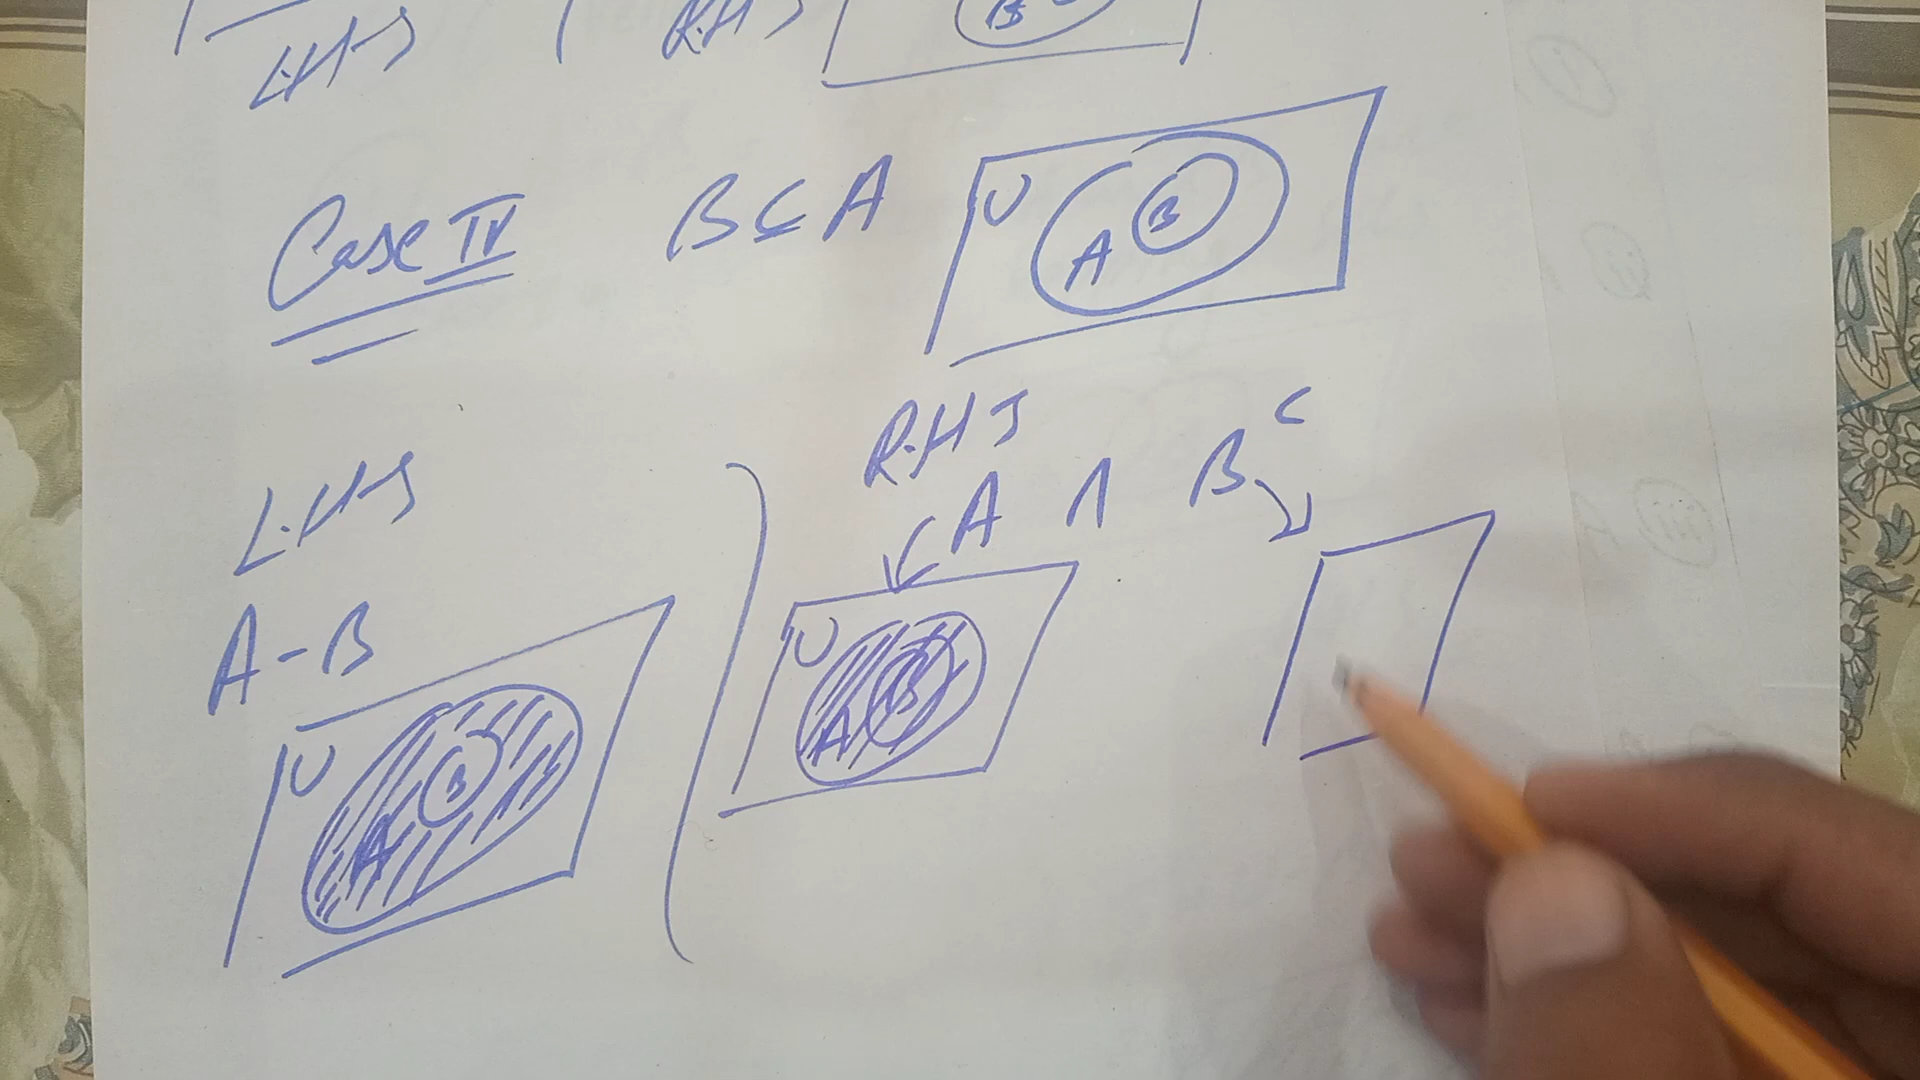 L.H.S R.H.S B
Case IV B ⊂ A U A B
L.H.S R.H.S
A ∩ B^c
A - B
U A B U A B